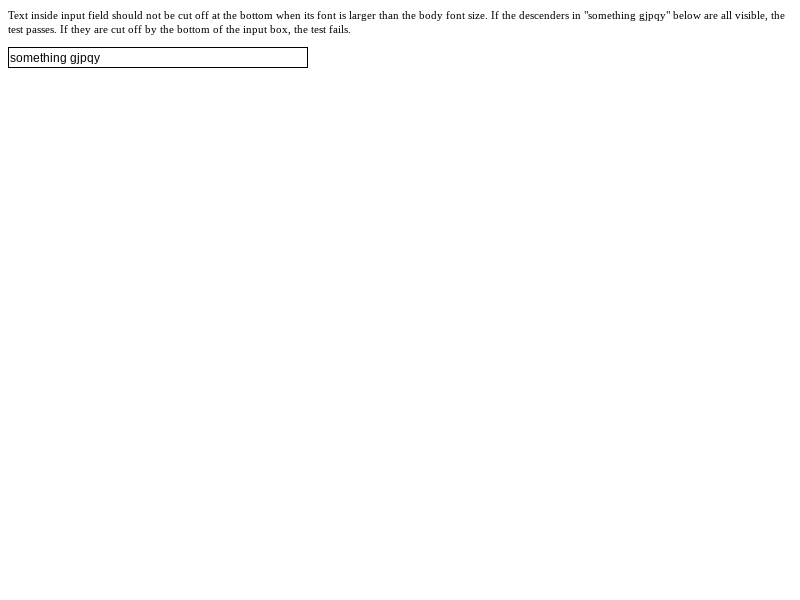 Text inside input field should not be cut off at the bottom when its font is larger than the body font size. If the descenders in "something gjpqy" below are all visible, the
test passes. If they are cut off by the bottom of the input box, the test fails.
something gjpqy